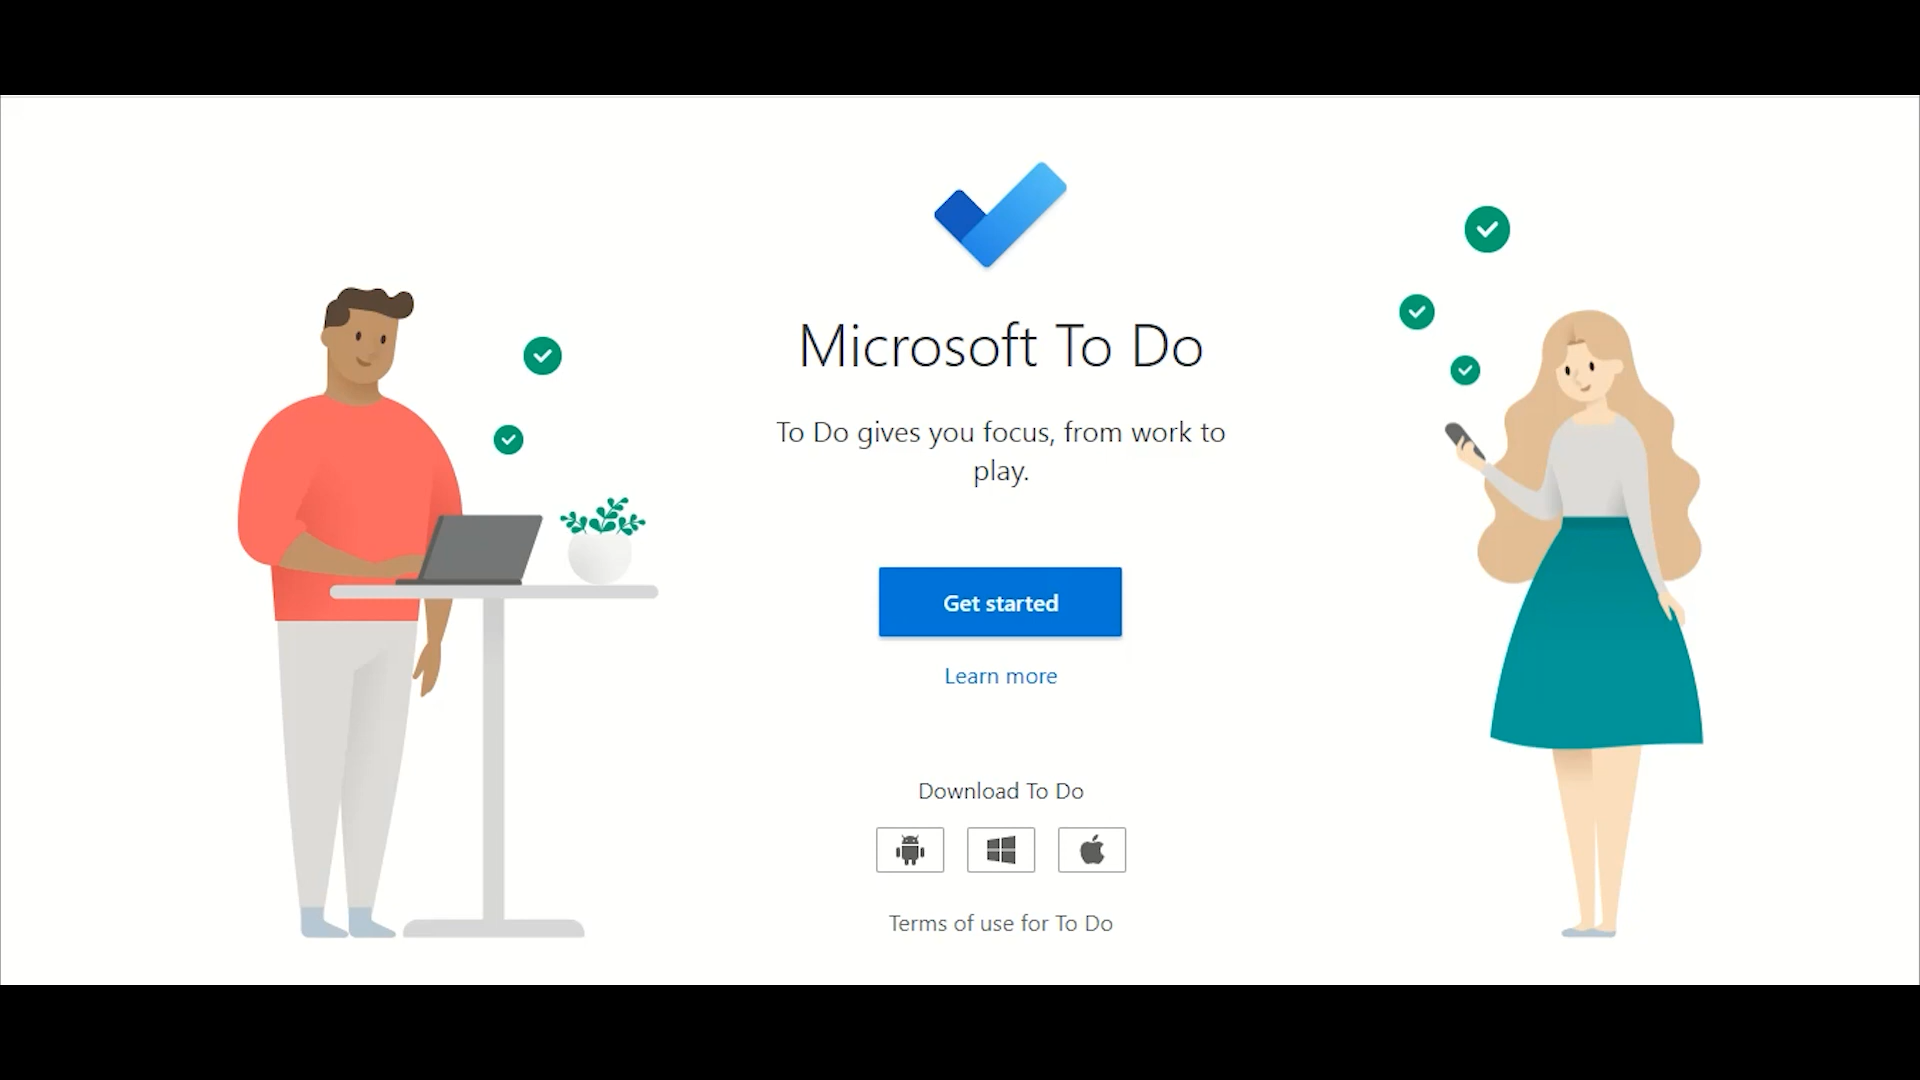 Microsoft To Do
To Do gives you focus, from work to
play.
Get started
Learn more
Download To Do
Terms of use for To Do